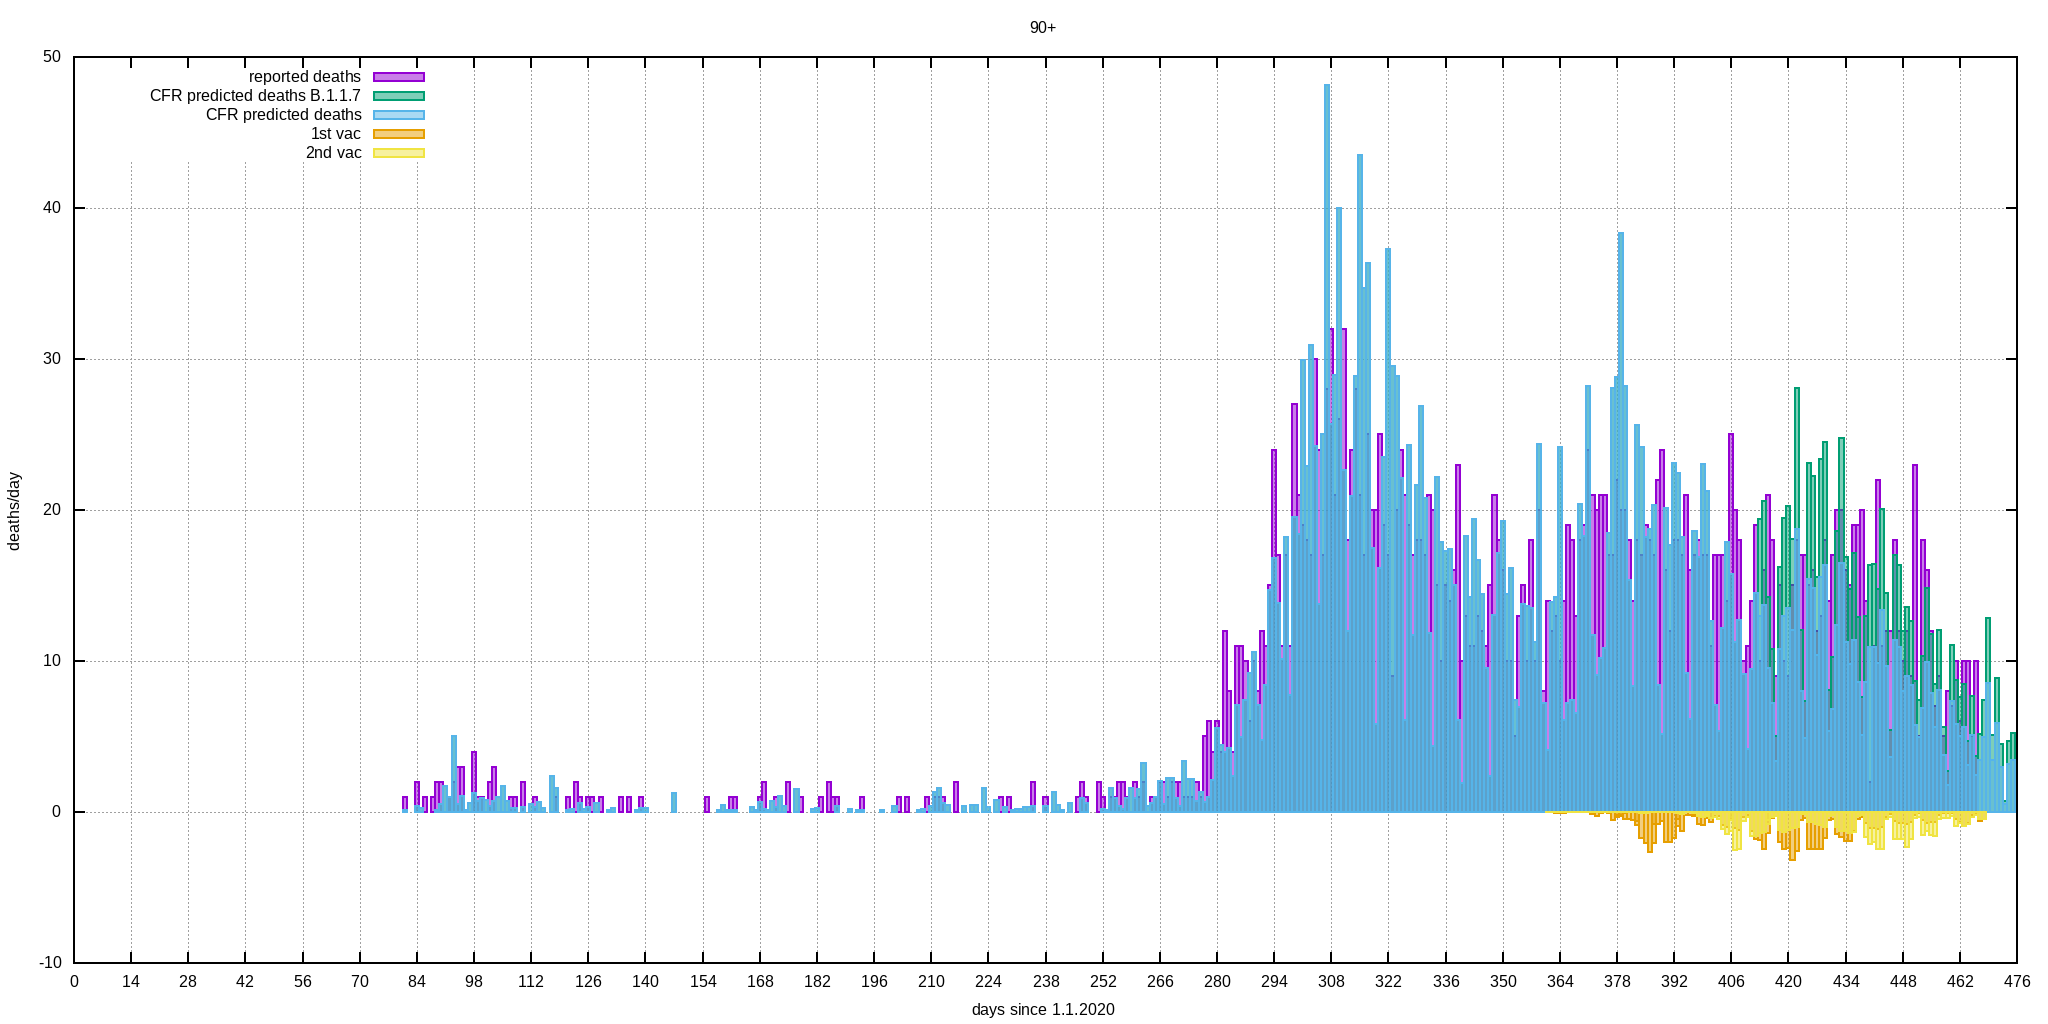 90+
50
reported deaths
CFR predicted deaths B.1.1.7
CFR predicted deaths
1st vac
2nd vac
40
30
20
10
0
-10
deaths/day
0 14 28 42 56 70 84 98 112 126 140 154 168 182 196 210 224 238 252 266 280 294 308 322 336 350 364 378 392 406 420 434 448 462 476
days since 1.1.2020